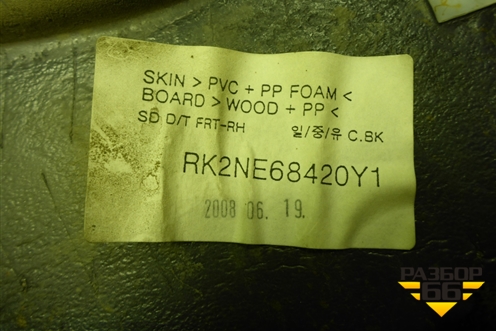 SKIN > PVC + PP FOAM <
BOARD > WOOD + PP <
SD D/T FRT-RH 일/중/유 C.BK
RK2NE68420Y1
2008 06. 19.
РАЗБОР
66